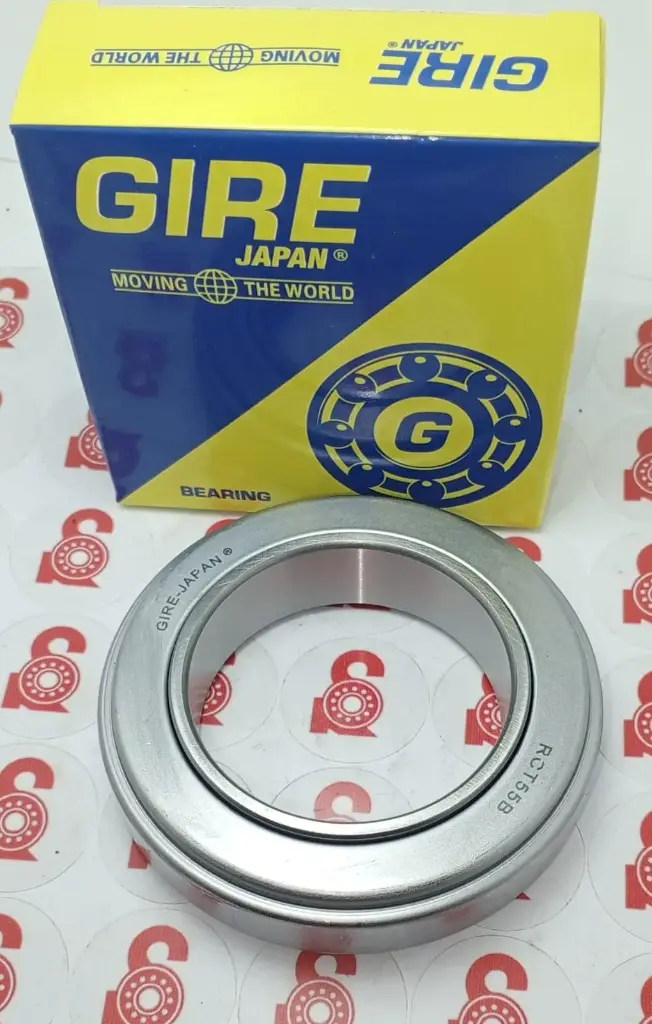 GIRE
JAPAN®
MOVING THE WORLD
GIRE
JAPAN®
MOVING THE WORLD
G
BEARING
GIRE-JAPAN®
RCT55B